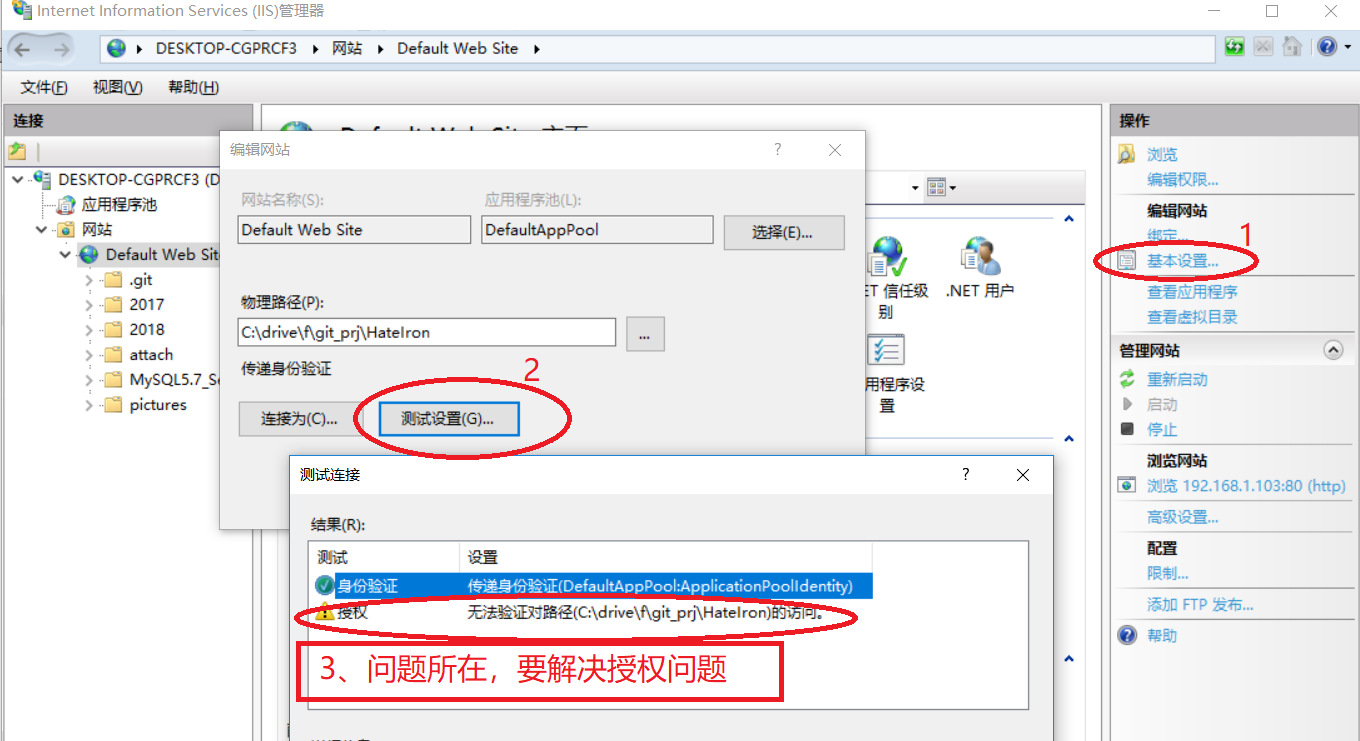 Internet Information Services (IIS)管理器
DESKTOP-CGPRCF3 网站 Default Web Site
文件(F) 视图(V) 帮助(H)
连接
DESKTOP-CGPRCF3 (D
应用程序池
网站
Default Web Sit
.git
2017
2018
attach
MySQL5.7_Se
pictures
Default Web Site 主页
编辑网站 ?
网站名称(S): 应用程序池(L):
Default Web Site DefaultAppPool 选择(E)...
物理路径(P):
C:\drive\f\git_prj\HateIron ...
传递身份验证
2
连接为(C)... 测试设置(G)...
测试连接 ?
结果(R):
测试 设置
身份验证 传递身份验证(DefaultAppPool:ApplicationPoolIdentity)
授权 无法验证对路径(C:\drive\f\git_prj\HateIron)的访问。
3、问题所在，要解决授权问题
ET 信任级别
.NET 用户
用程序设置
操作
浏览
编辑权限...
编辑网站
绑定...
1
基本设置...
查看应用程序
查看虚拟目录
管理网站
重新启动
启动
停止
浏览网站
浏览 192.168.1.103:80 (http)
高级设置...
配置
限制...
添加 FTP 发布...
帮助